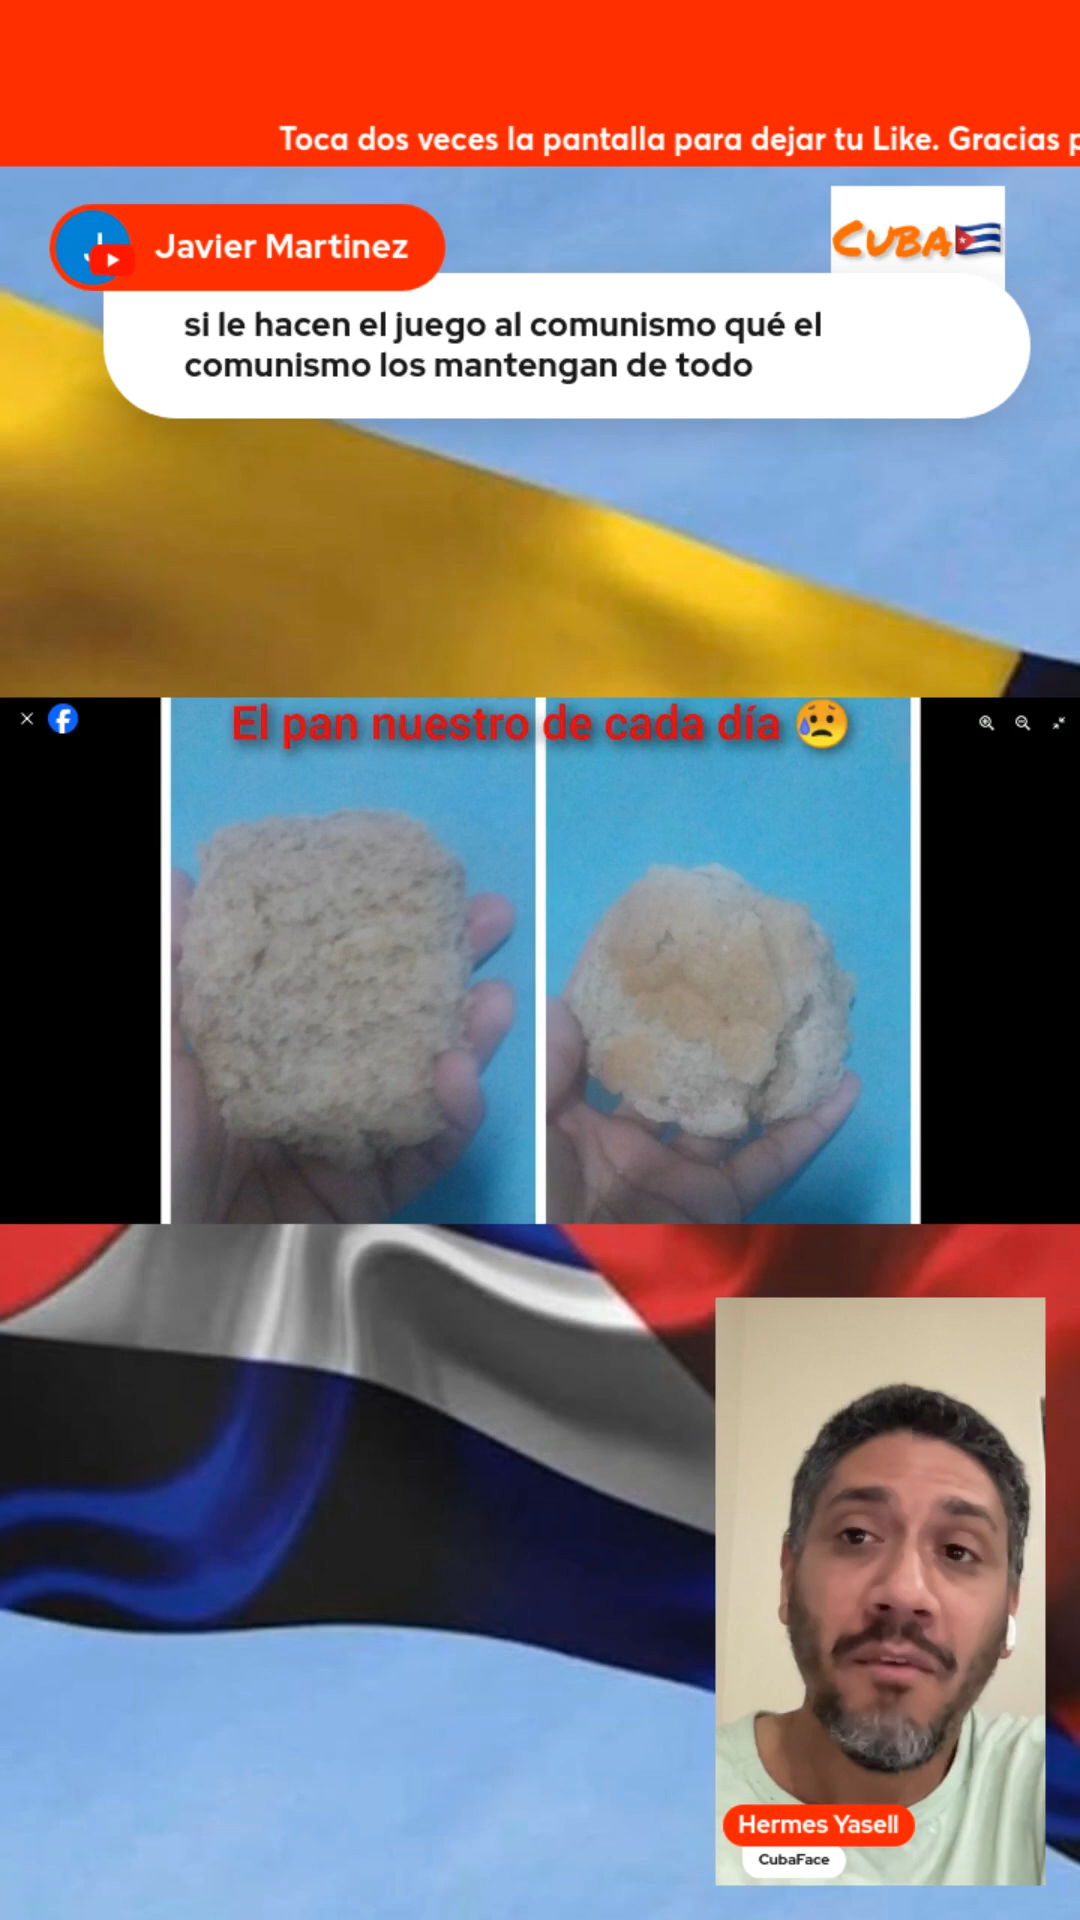 Toca dos veces la pantalla para dejar tu Like. Gracias p
CUBA
J
Javier Martinez
si le hacen el juego al comunismo qué el
comunismo los mantengan de todo
El pan nuestro de cada día
Hermes Yasell
CubaFace